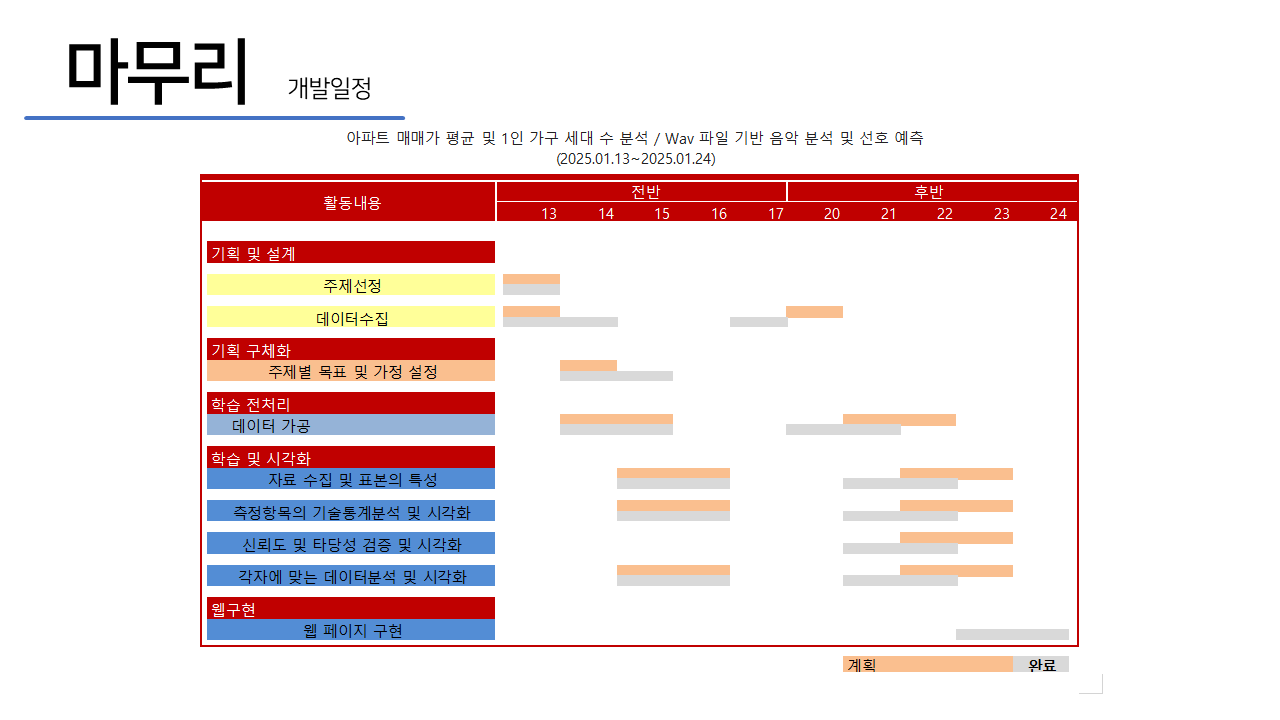 마무리 개발일정
아파트 매매가 평균 및 1인 가구 세대 수 분석 / Wav 파일 기반 음악 분석 및 선호 예측
(2025.01.13~2025.01.24)
활동내용 전반 후반
13 14 15 16 17 20 21 22 23 24
기획 및 설계
주제선정
데이터수집
기획 구체화
주제별 목표 및 가정 설정
학습 전처리
데이터 가공
학습 및 시각화
자료 수집 및 표본의 특성
측정항목의 기술통계분석 및 시각화
신뢰도 및 타당성 검증 및 시각화
각자에 맞는 데이터분석 및 시각화
웹구현
웹 페이지 구현
계획 완료